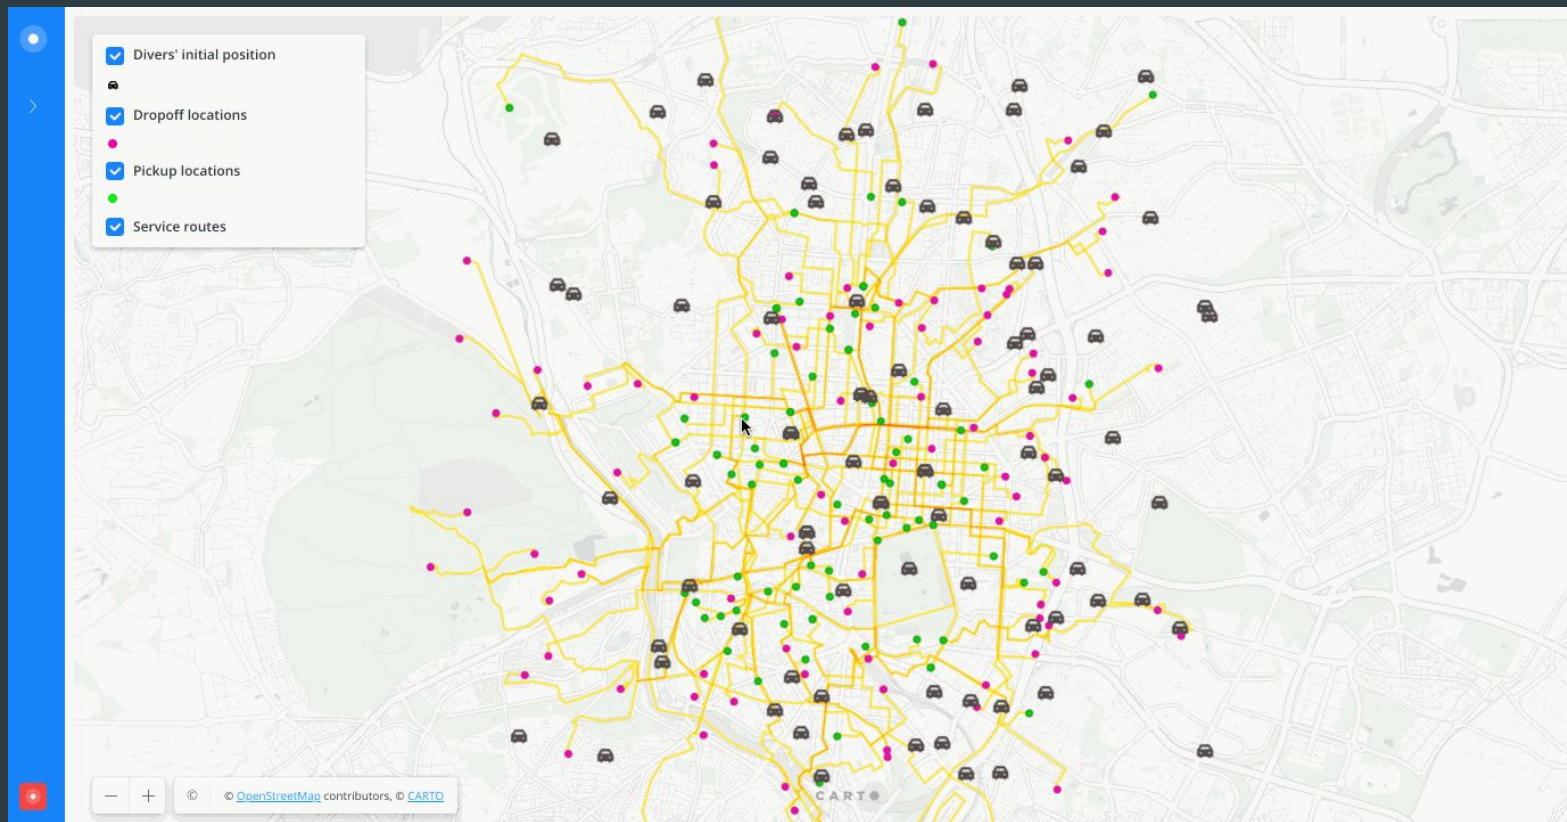 Divers' initial position
Dropoff locations
Pickup locations
Service routes
© © OpenStreetMap contributors, © CARTO
CARTO